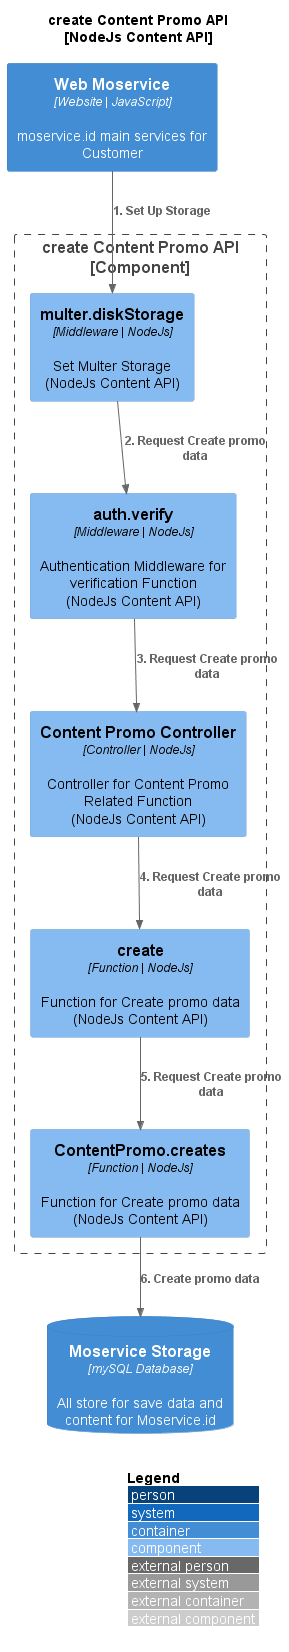 create Content Promo API
[NodeJs Content API]
Web Moservice
[Website | JavaScript]
moservice.id main services for
Customer
1. Set Up Storage
create Content Promo API
[Component]
multer.diskStorage
[Middleware | NodeJs]
Set Multer Storage
(NodeJs Content API)
2. Request Create promo
data
auth.verify
[Middleware | NodeJs]
Authentication Middleware for
verification Function
(NodeJs Content API)
3. Request Create promo
data
Content Promo Controller
[Controller | NodeJs]
Controller for Content Promo
Related Function
(NodeJs Content API)
4. Request Create promo
data
create
[Function | NodeJs]
Function for Create promo data
(NodeJs Content API)
5. Request Create promo
data
ContentPromo.creates
[Function | NodeJs]
Function for Create promo data
(NodeJs Content API)
6. Create promo data
Moservice Storage
[mySQL Database]
All store for save data and
content for Moservice.id
Legend
person
system
container
component
external person
external system
external container
external component